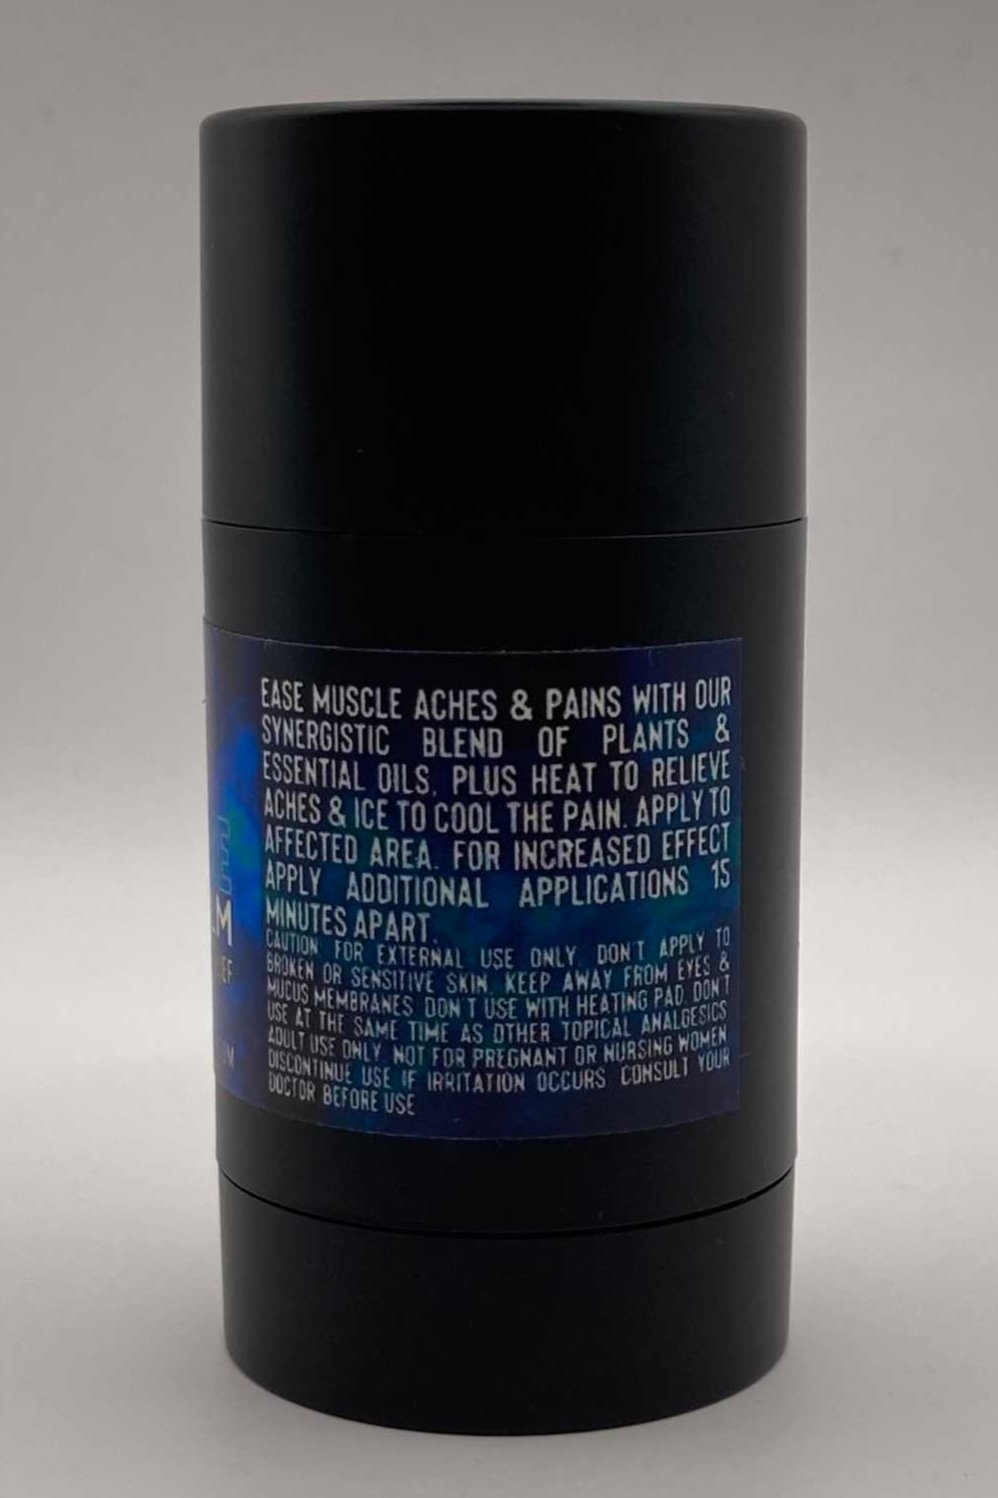 EASE MUSCLE ACHES & PAINS WITH OUR
SYNERGISTIC BLEND OF PLANTS &
ESSENTIAL OILS, PLUS HEAT TO RELIEVE
ACHES & ICE TO COOL THE PAIN. APPLY TO
AFFECTED AREA. FOR INCREASED EFFECT
APPLY ADDITIONAL APPLICATIONS 15
MINUTES APART.
CAUTION: FOR EXTERNAL USE ONLY. DON'T APPLY TO
BROKEN OR SENSITIVE SKIN. KEEP AWAY FROM EYES &
MUCUS MEMBRANES. DON'T USE WITH HEATING PAD. DON'T
USE AT THE SAME TIME AS OTHER TOPICAL ANALGESICS
ADULT USE ONLY. NOT FOR PREGNANT OR NURSING WOMEN
DISCONTINUE USE IF IRRITATION OCCURS. CONSULT YOUR
DOCTOR BEFORE USE